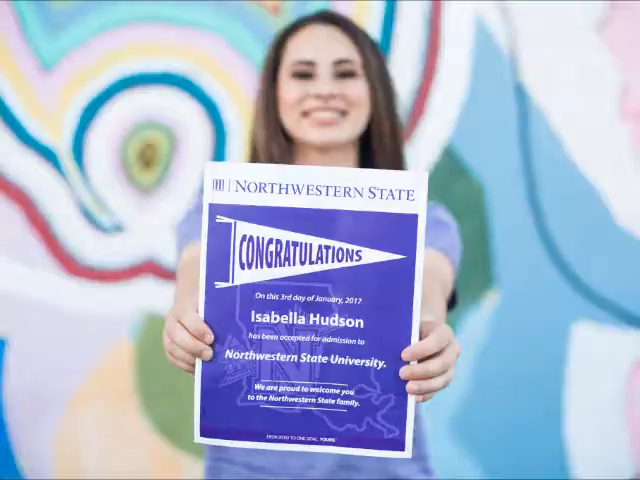 NORTHWESTERN STATE
CONGRATULATIONS
On this 3rd day of January, 2017
Isabella Hudson
has been accepted for admission to
Northwestern State University.
We are proud to welcome you
to the Northwestern State family.
DEDICATED TO ONE GOAL. YOURS.